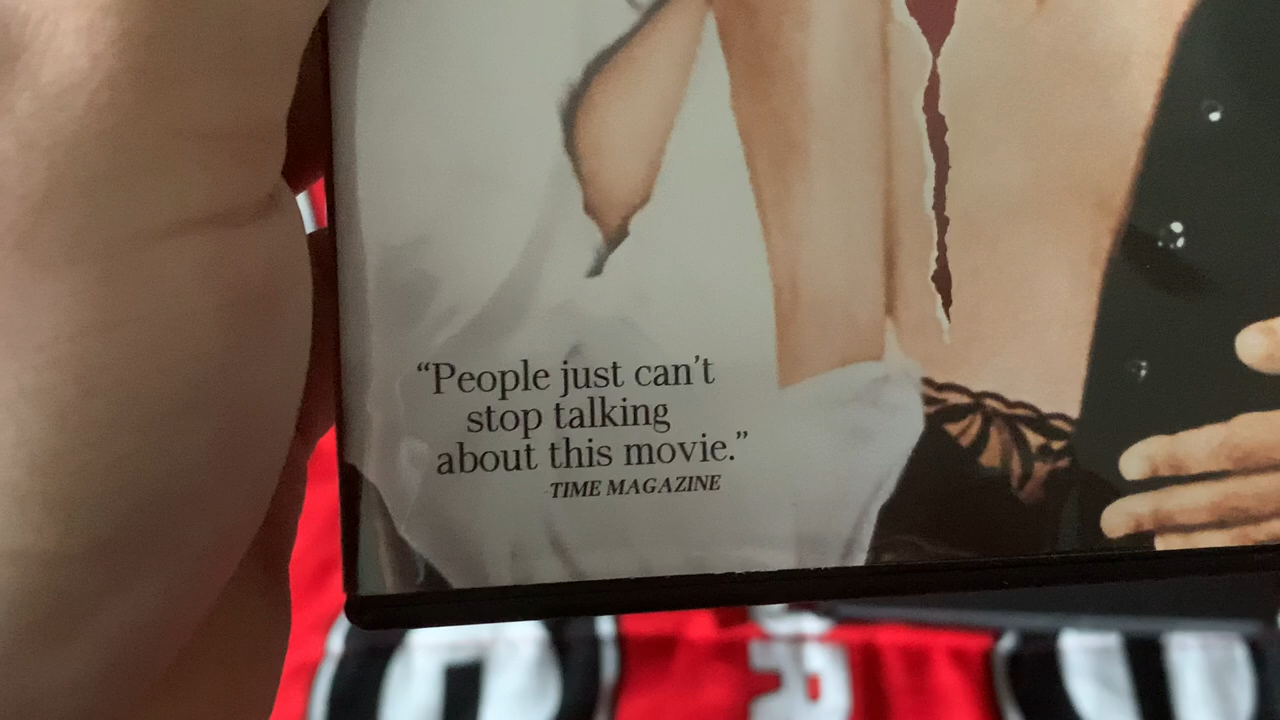 “People just can’t
stop talking
about this movie.”
-TIME MAGAZINE